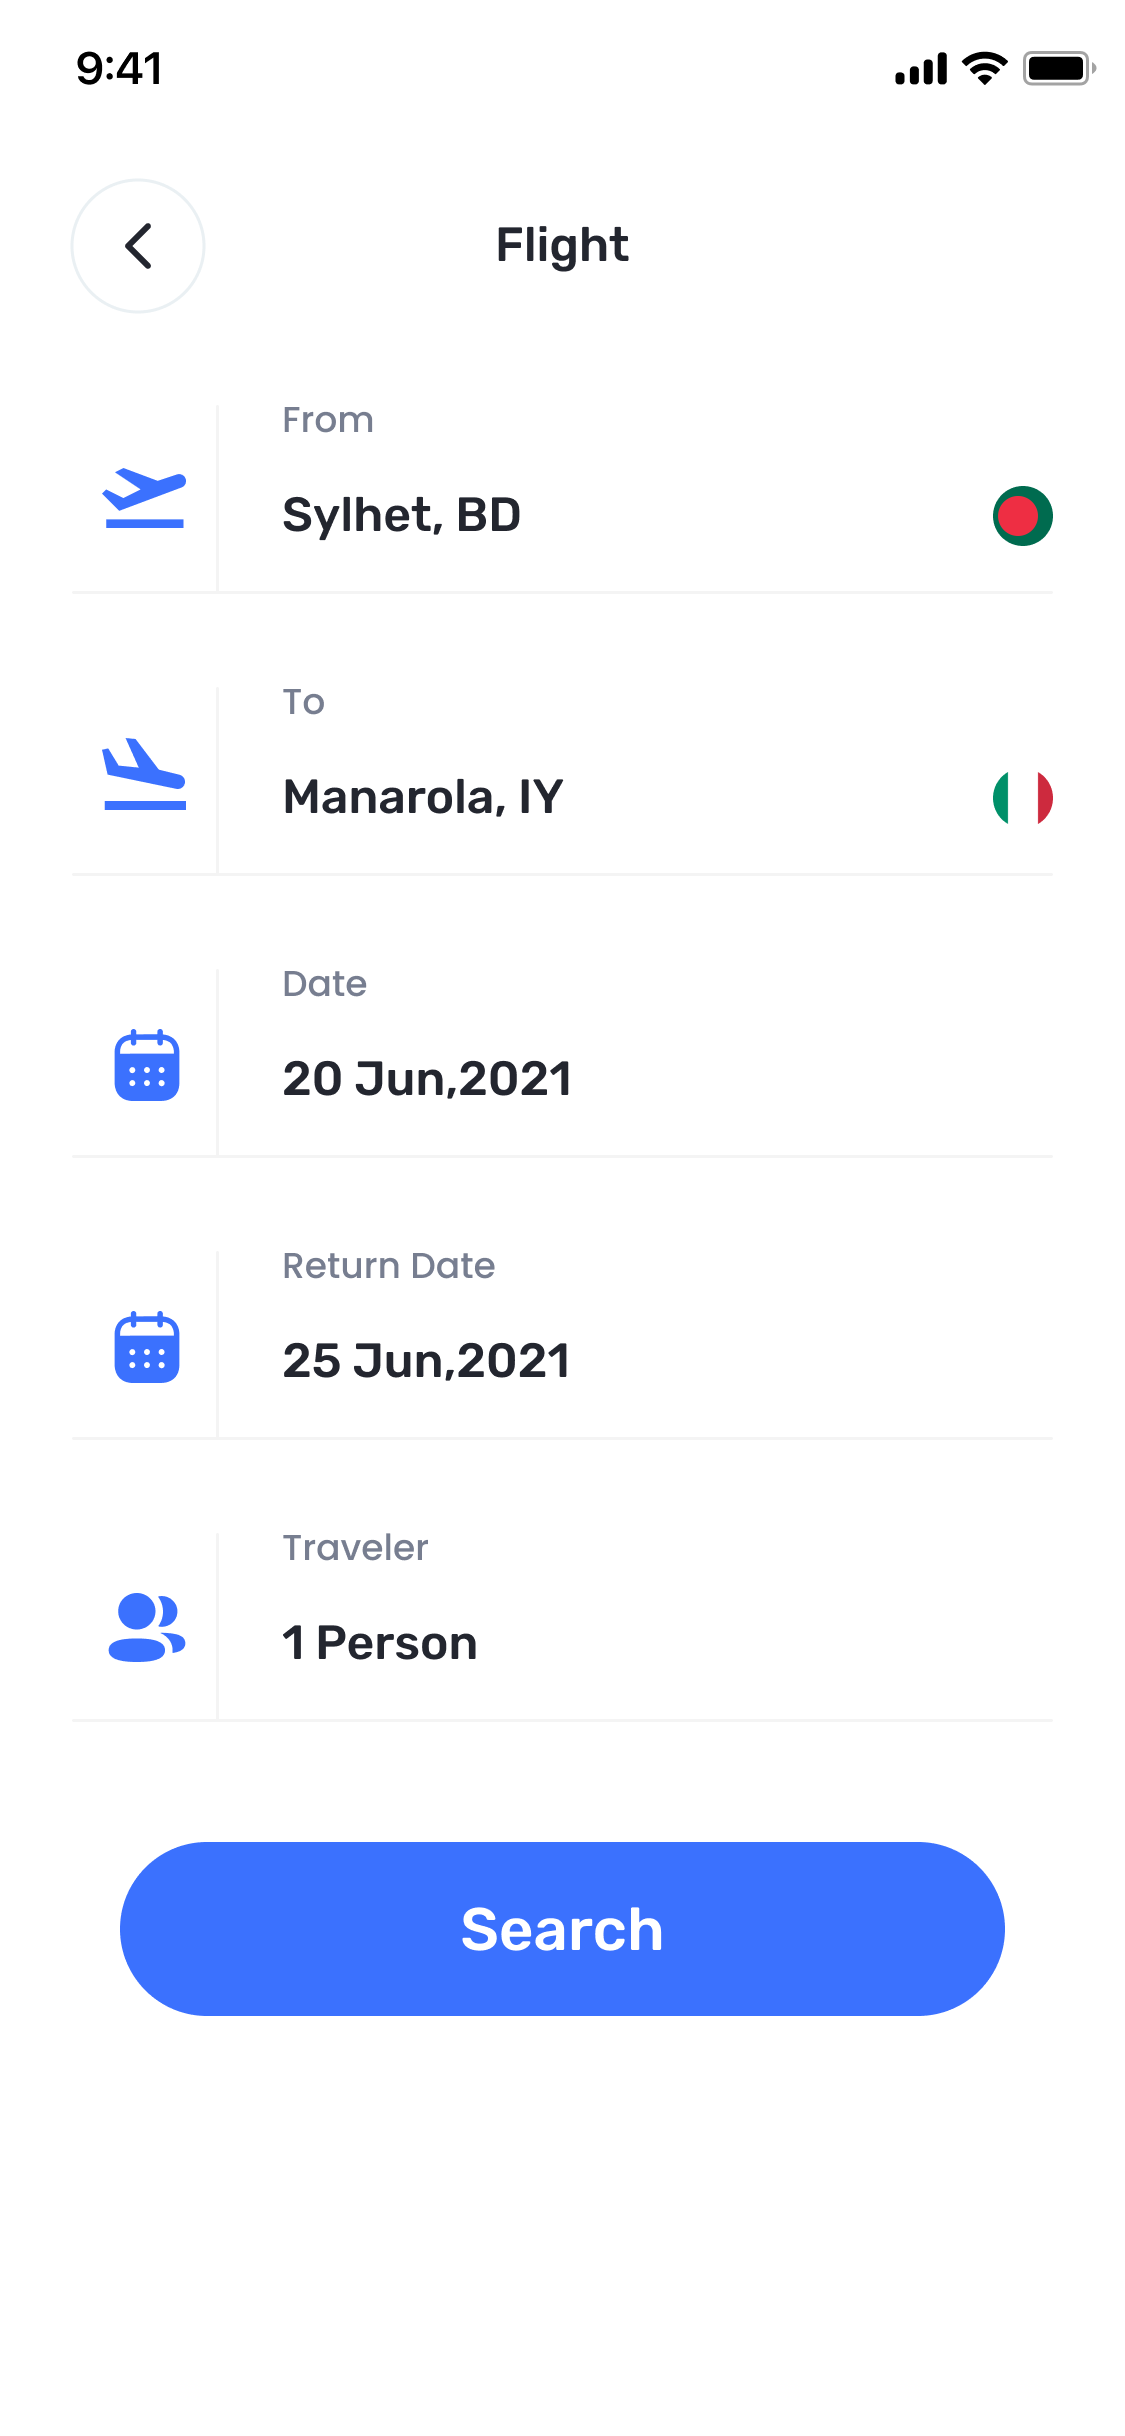 9:41
Flight
From
Sylhet, BD
To
Manarola, IY
Date
20 Jun,2021
Return Date
25 Jun,2021
Traveler
1 Person
Search